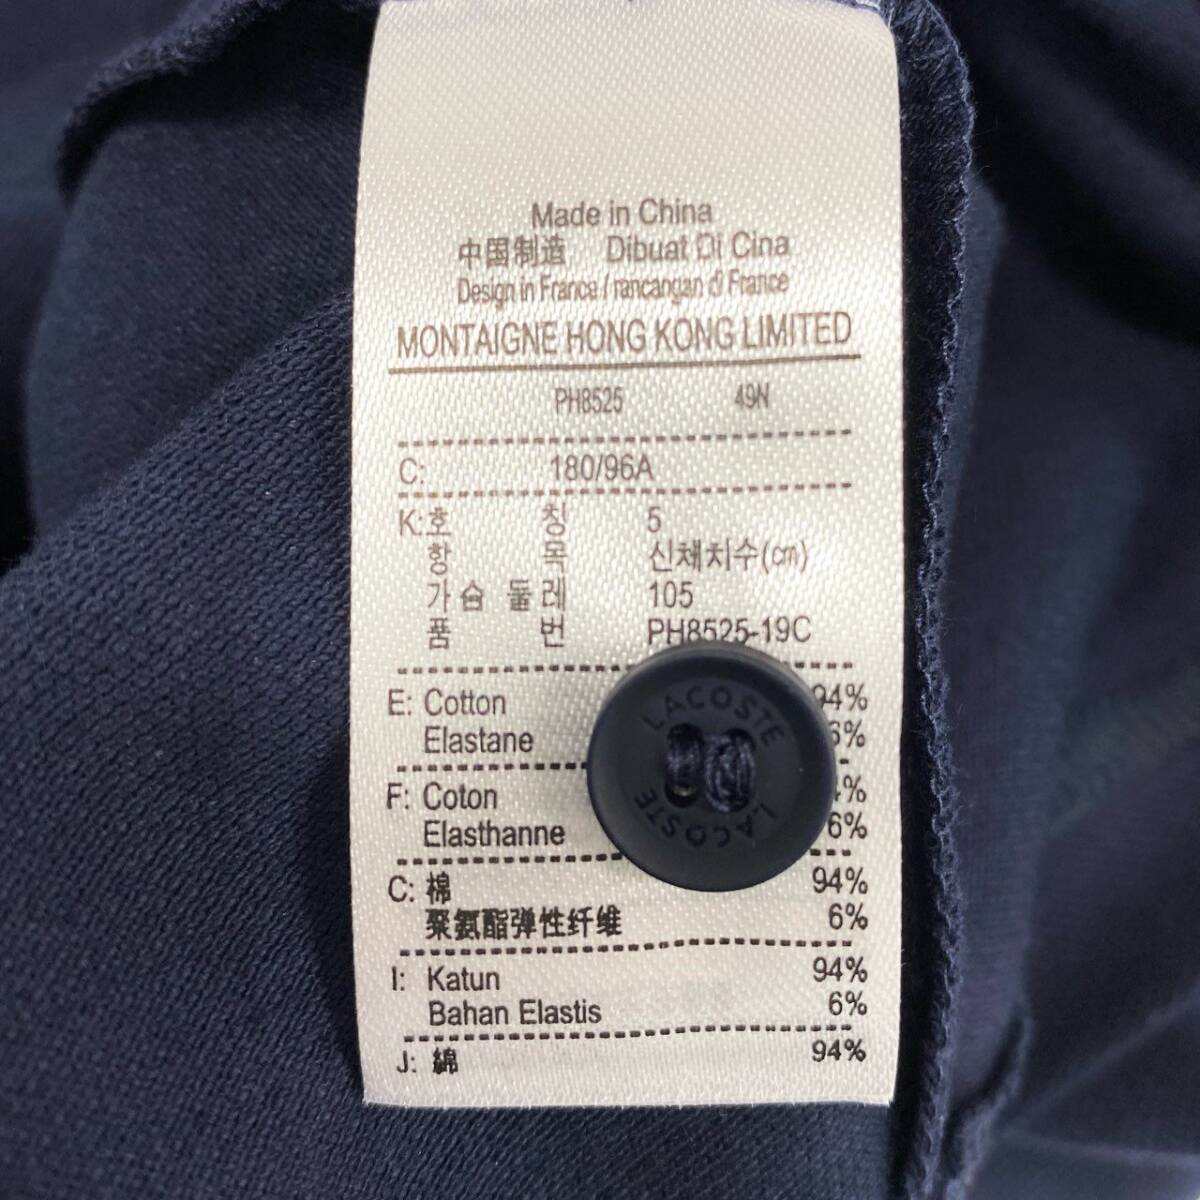 Made in China
中国制造 Dibuat Di Cina
Design in France / rancangan di France
MONTAIGNE HONG KONG LIMITED
PH8525 49N
C: 180/96A
K:호 칭 5
항 목 신체치수(㎝)
가 슴 둘 레 105
품 번 PH8525-19C
E: Cotton 94%
Elastane 6%
F: Coton 4%
Elasthanne 6%
C: 棉 94%
聚氨酯弹性纤维 6%
I: Katun 94%
Bahan Elastis 6%
J: 綿 94%
LACOSTE
LACOSTE